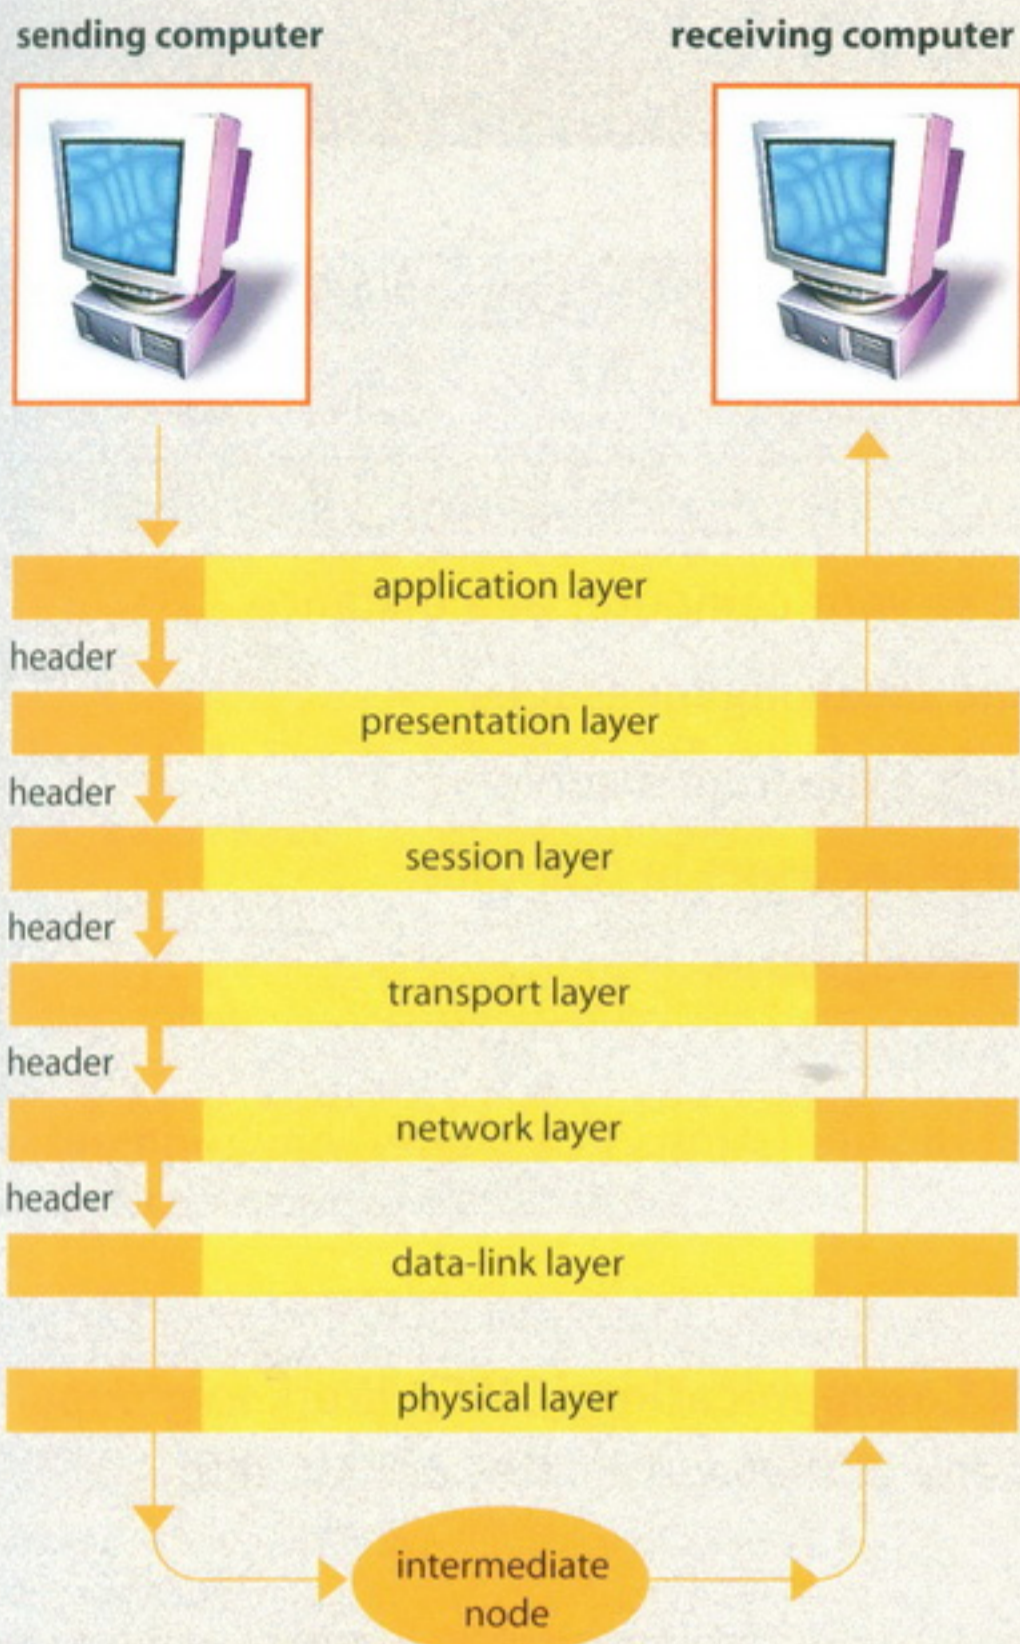 sending computer
receiving computer
application layer
header
presentation layer
header
session layer
header
transport layer
header
network layer
header
data-link layer
physical layer
intermediate
node